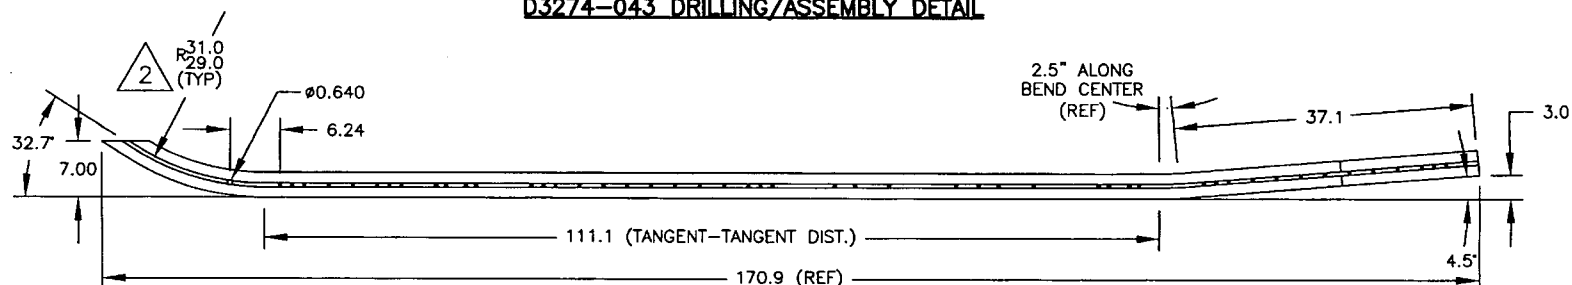 D3274-043 DRILLING/ASSEMBLY DETAIL
2
R31.0
29.0
(TYP)
ø0.640
6.24
2.5" ALONG
BEND CENTER
(REF)
37.1
3.0
32.7°
7.00
111.1 (TANGENT-TANGENT DIST.)
4.5°
170.9 (REF)